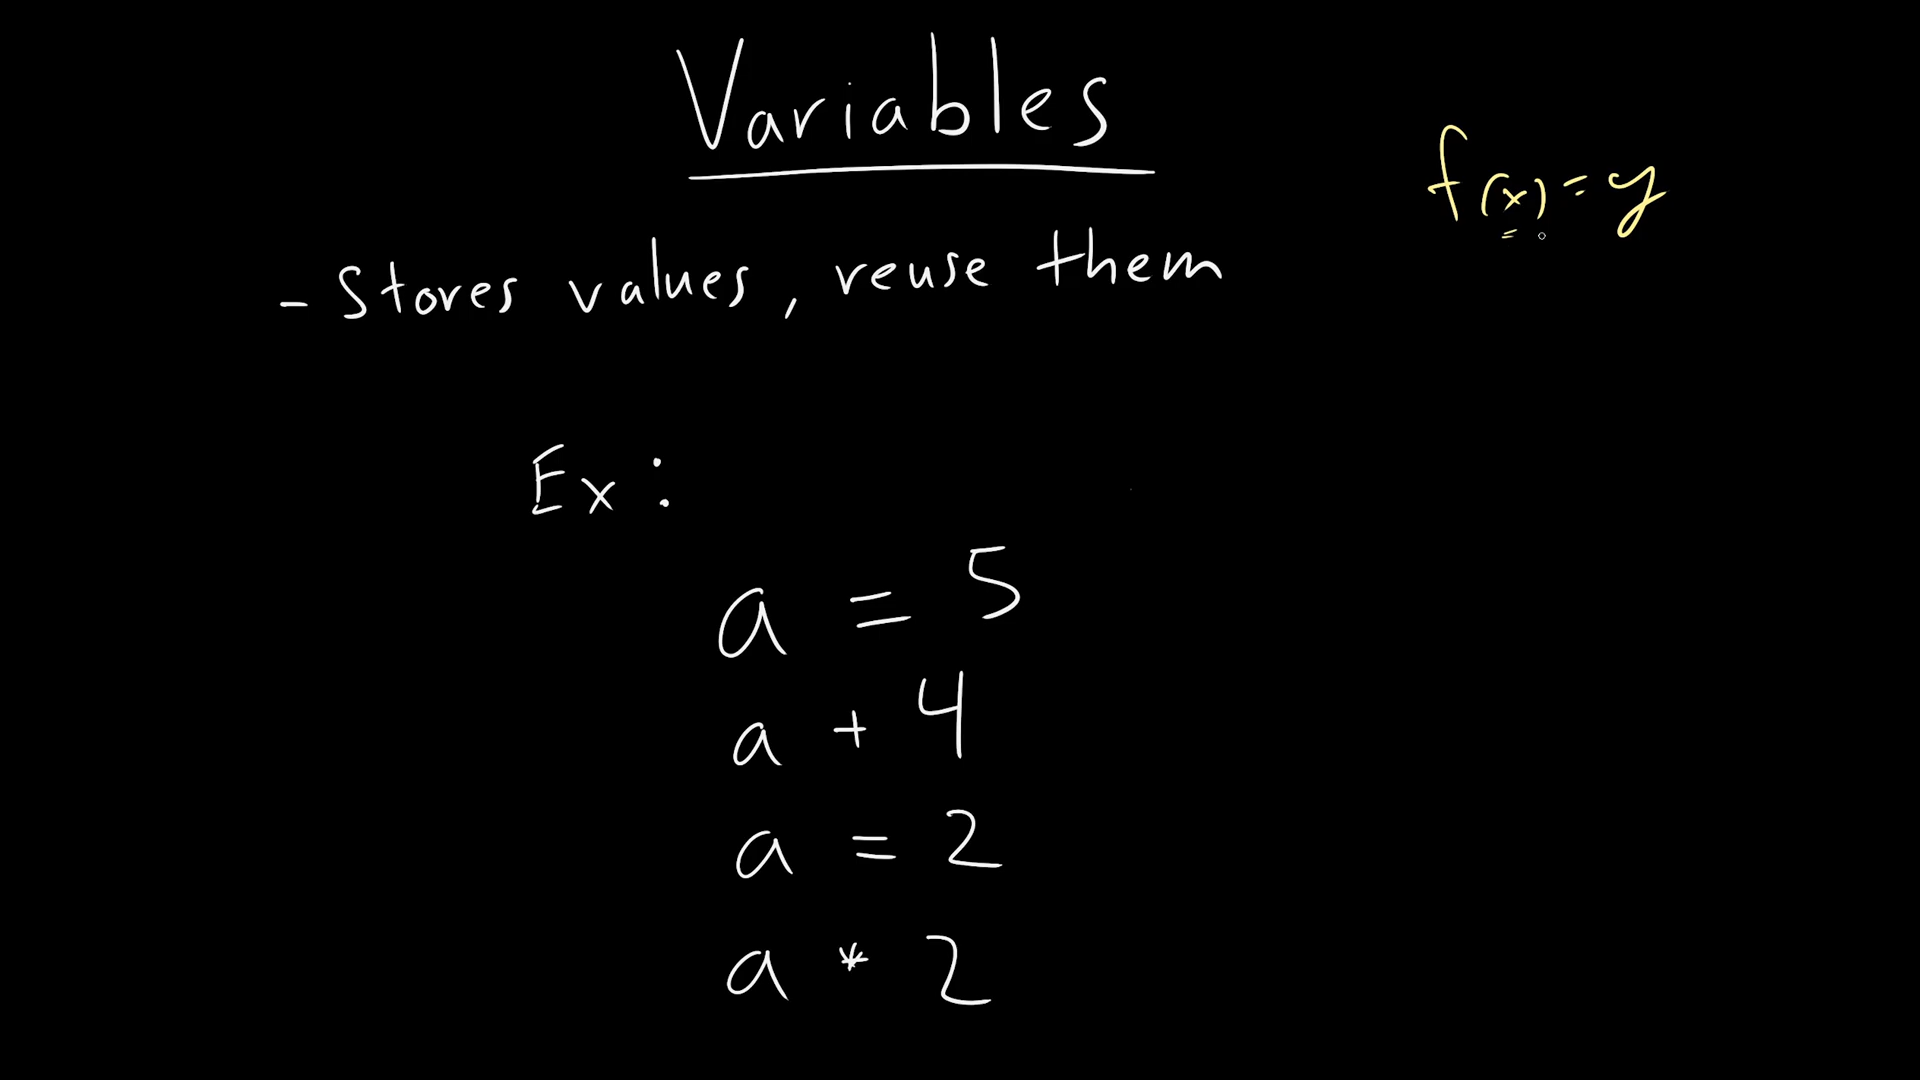 Variables
f(x) = y
=
- Stores values, reuse them
Ex:
a = 5
a + 4
a = 2
a * 2